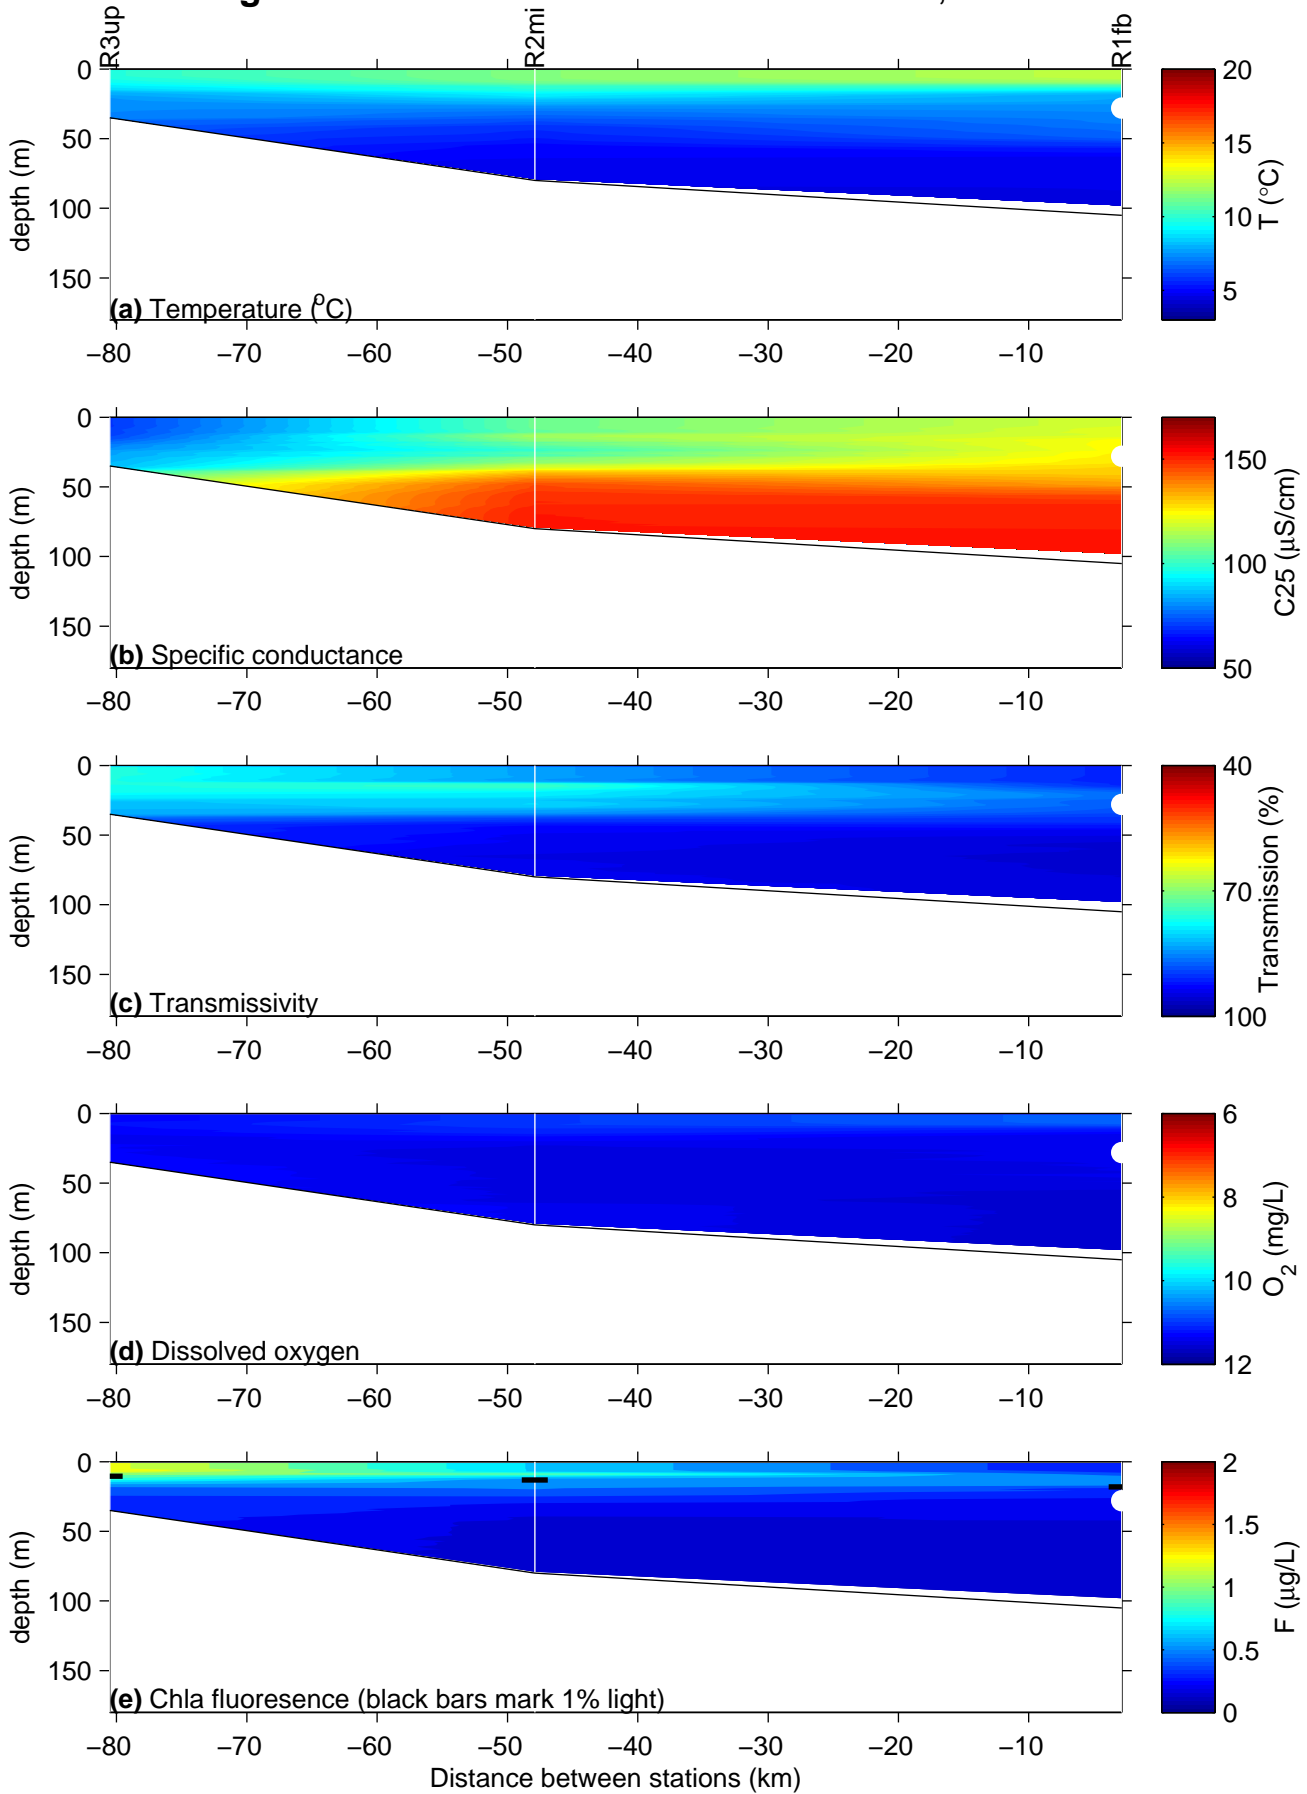 R3up R2mi R1fb
0
50
100
150
depth (m)
(a) Temperature (°C)
−80 −70 −60 −50 −40 −30 −20 −10
20
15
10
5
T (°C)
0
50
100
150
depth (m)
(b) Specific conductance
−80 −70 −60 −50 −40 −30 −20 −10
150
100
50
C25 (μS/cm)
0
50
100
150
depth (m)
(c) Transmissivity
−80 −70 −60 −50 −40 −30 −20 −10
40
70
100
Transmission (%)
0
50
100
150
depth (m)
(d) Dissolved oxygen
−80 −70 −60 −50 −40 −30 −20 −10
6
8
10
12
O2 (mg/L)
0
50
100
150
depth (m)
(e) Chla fluoresence (black bars mark 1% light)
−80 −70 −60 −50 −40 −30 −20 −10
2
1.5
1
0.5
0
F (μg/L)
Distance between stations (km)